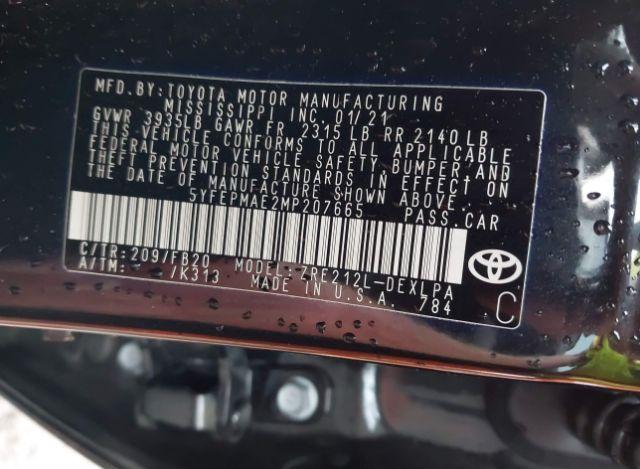 MFD. BY: TOYOTA MOTOR MANUFACTURING
MISSISSIPPI INC. 01/21
GVWR 3935LB GAWR FR 2315 LB RR 2140LB
THIS VEHICLE CONFORMS TO ALL APPLICABLE
FEDERAL MOTOR VEHICLE SAFETY, BUMPER, AND
THEFT PREVENTION STANDARDS IN EFFECT ON
THE DATE OF MANUFACTURE SHOWN ABOVE.
5YFEPMAE2MP207665 PASS. CAR
C/TR: 209/FB20 MODEL: ZRE212L-DEXLPA
A/TM: - /K313 MADE IN U.S.A. 784
C